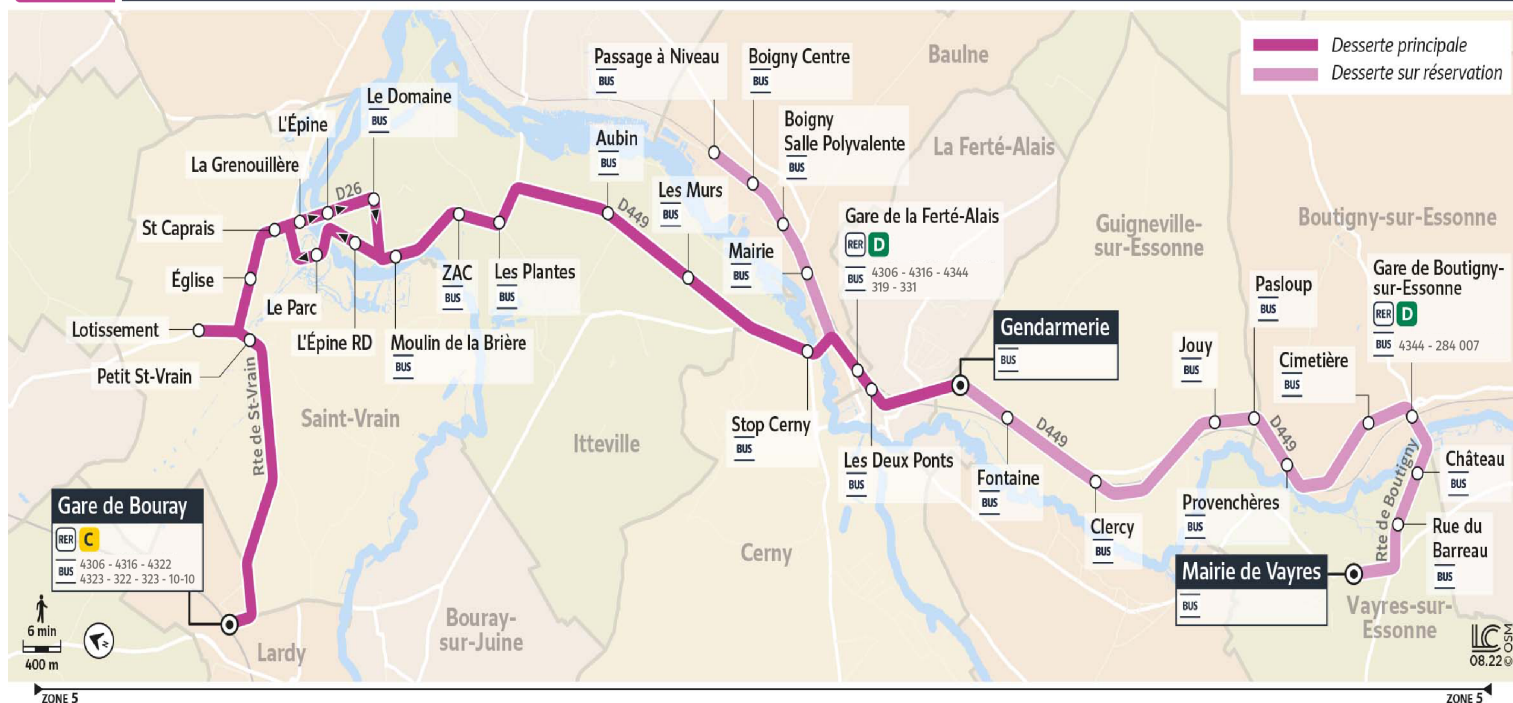 Desserte principale
Desserte sur réservation
Passage à Niveau
BUS
Boigny Centre
BUS
Baulne
Le Domaine
BUS
L'Épine
Boigny
Salle Polyvalente
BUS
Aubin
BUS
La Ferté-Alais
La Grenouillère
D26
D449
Les Murs
BUS
Gare de la Ferté-Alais
RER D
BUS 4306 - 4316 - 4344
319 - 331
Guigneville-
sur-Essonne
Boutigny-sur-Essonne
St Caprais
Mairie
BUS
Gare de Boutigny-
sur-Essonne
RER D
BUS 4344 - 284 007
Église
ZAC
BUS
Les Plantes
BUS
Pasloup
BUS
Le Parc
Lotissement
L'Épine RD
Moulin de la Brière
BUS
Gendarmerie
BUS
Jouy
BUS
Cimetière
BUS
Petit St-Vrain
Rte de St-Vrain
Saint-Vrain
Itteville
Stop Cerny
BUS
D449
D449
Les Deux Ponts
BUS
Fontaine
BUS
Château
BUS
Rte de Boutigny
Provenchères
BUS
Clercy
BUS
Rue du
Barreau
BUS
Gare de Bouray
RER C
BUS 4306 - 4316 - 4322
4323 - 322 - 323 - 10-10
Cerny
Mairie de Vayres
BUS
Vayres-sur-
Essonne
Bouray-
sur-Juine
Lardy
6 min
400 m
N
LC
08.22 © OSM
ZONE 5
ZONE 5